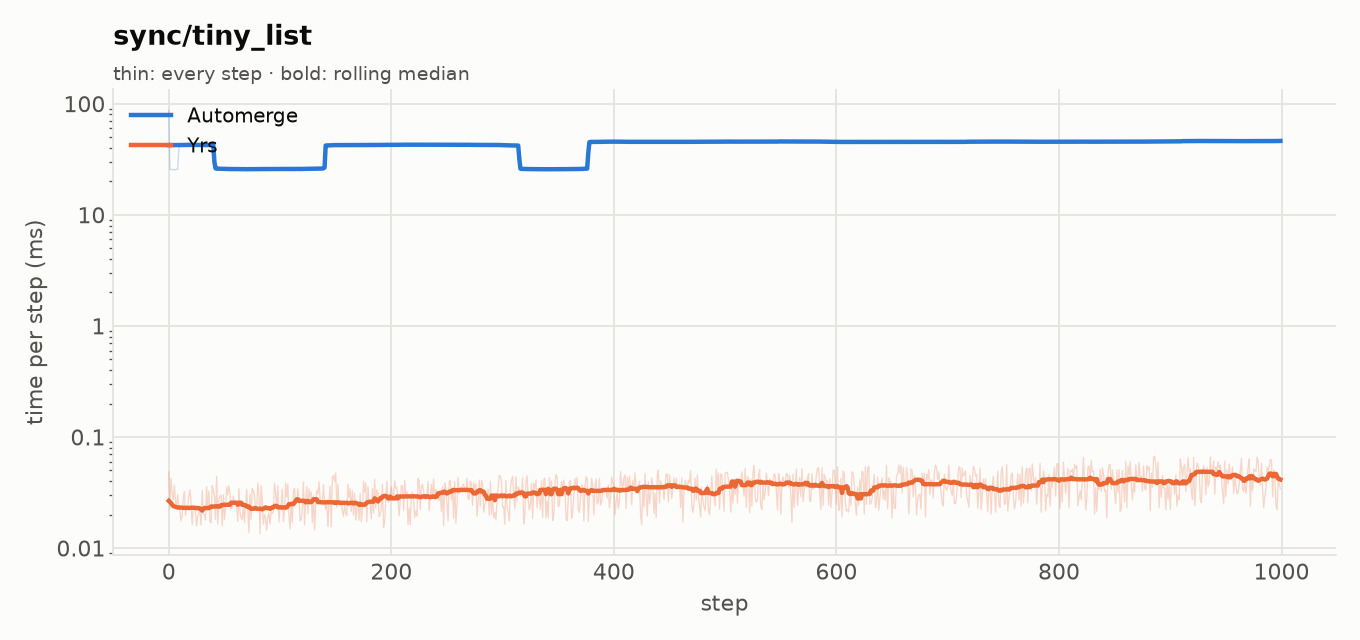 sync/tiny_list
thin: every step · bold: rolling median
100
10
1
0.1
0.01
time per step (ms)
Automerge
Yrs
0 200 400 600 800 1000
step